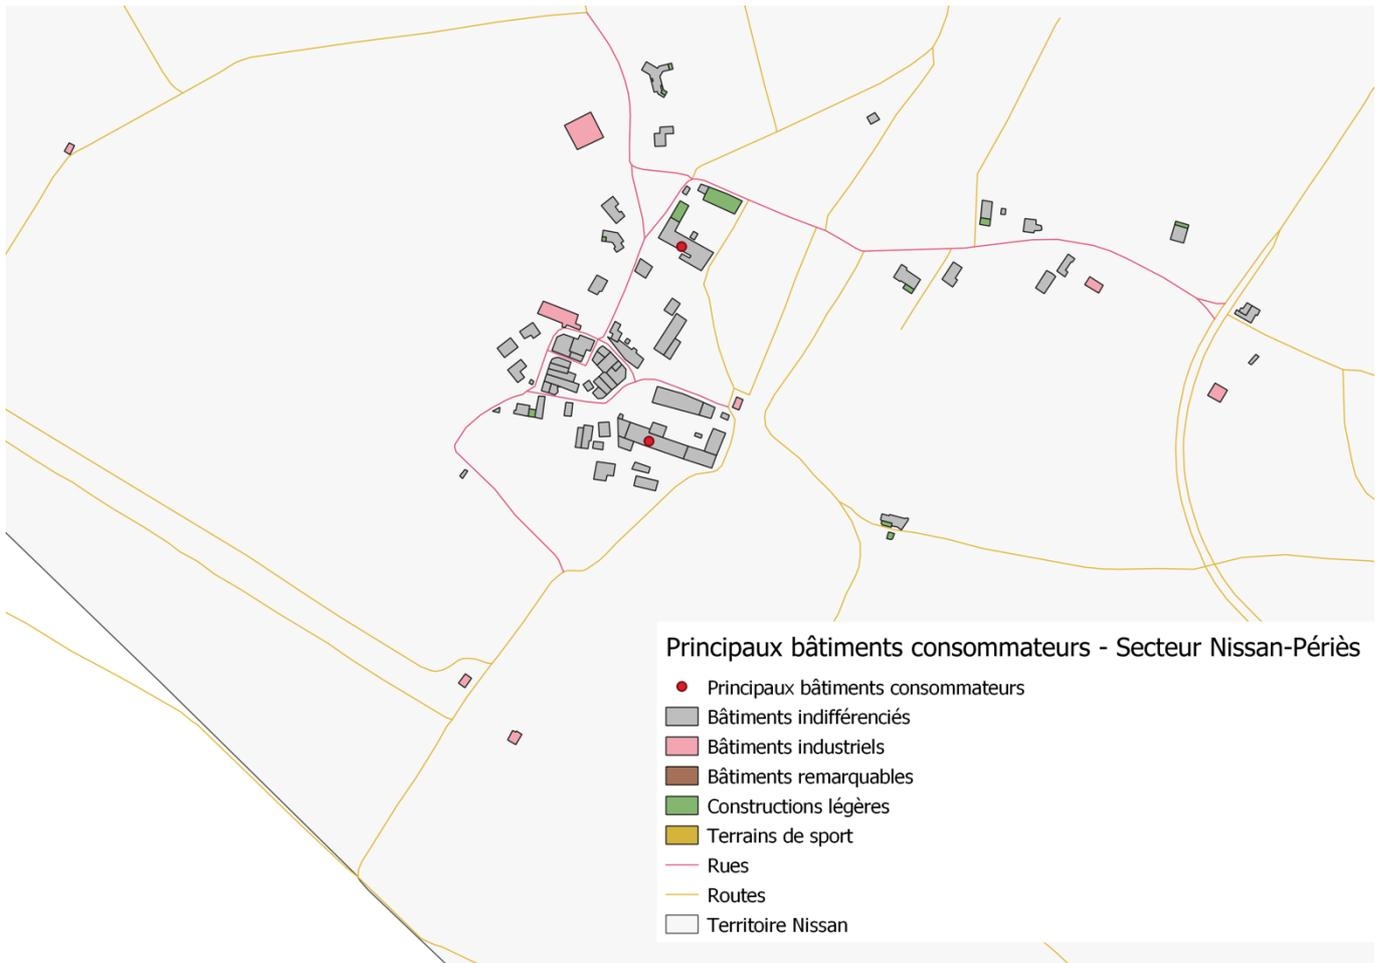 Principaux bâtiments consommateurs - Secteur Nissan-Périès
Principaux bâtiments consommateurs
Bâtiments indifférenciés
Bâtiments industriels
Bâtiments remarquables
Constructions légères
Terrains de sport
Rues
Routes
Territoire Nissan